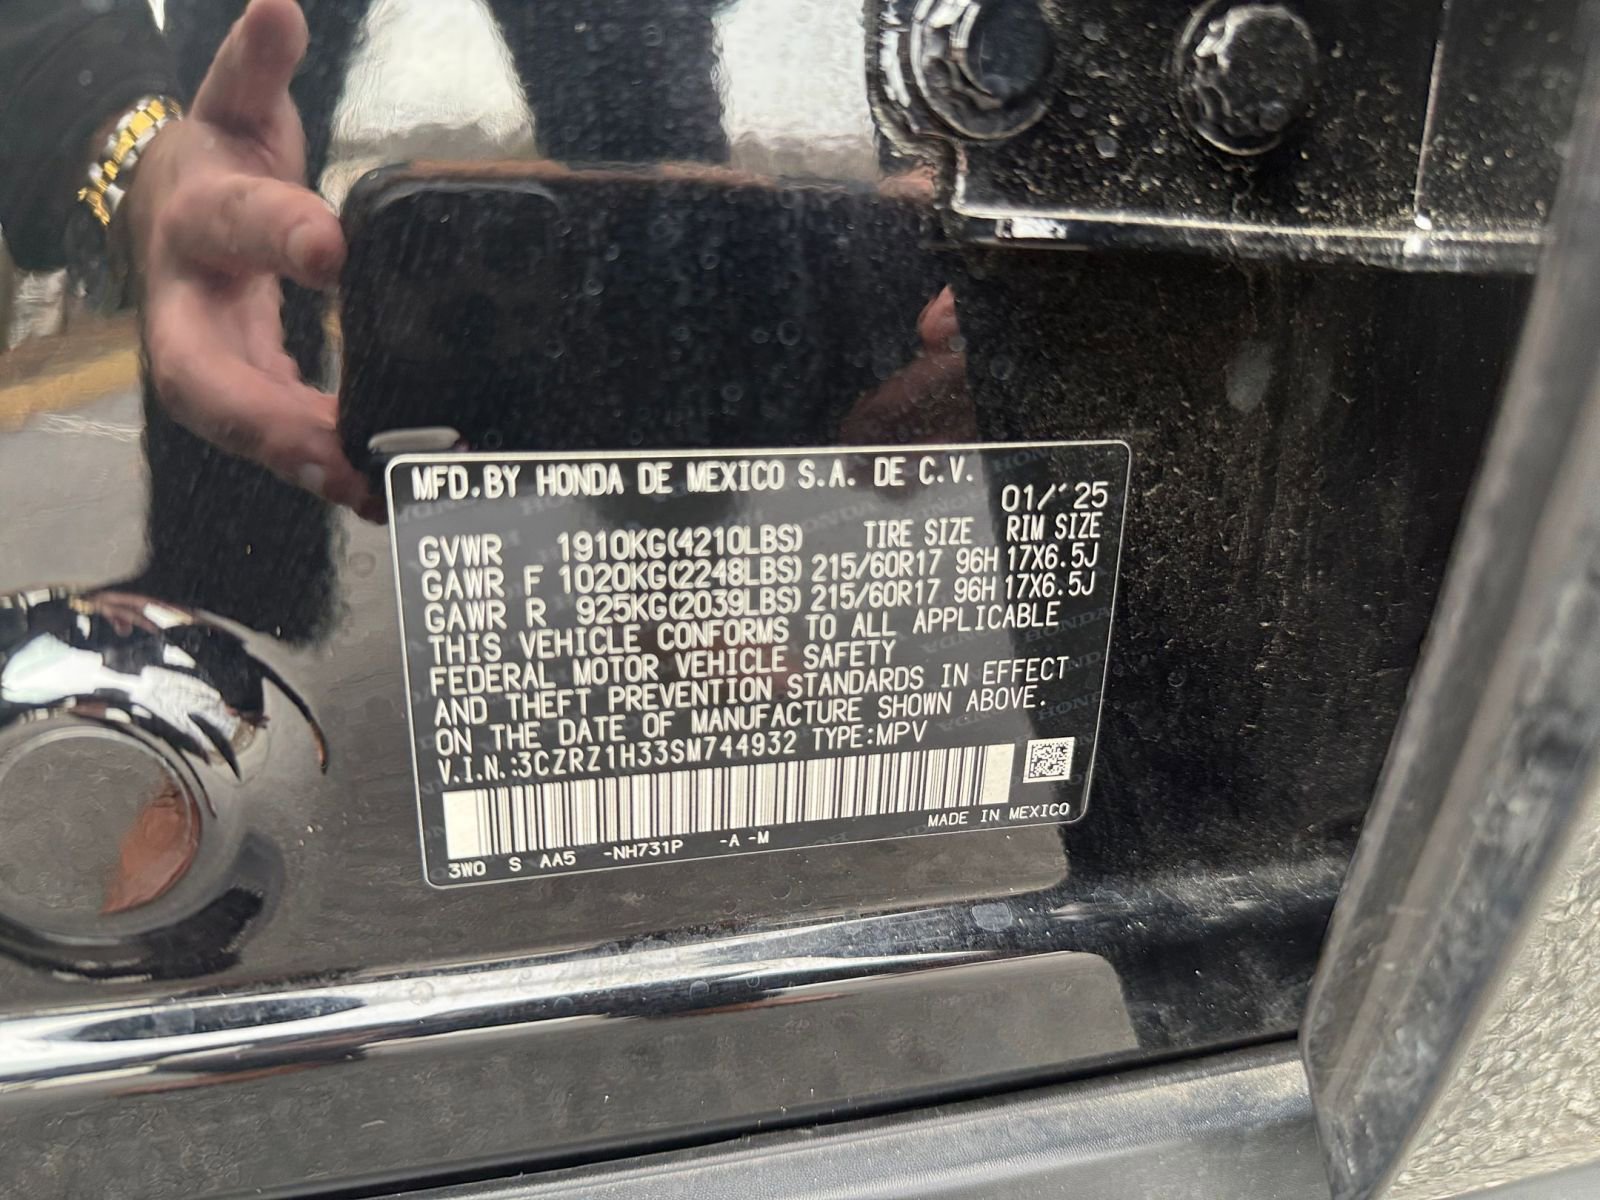 MFD.BY HONDA DE MEXICO S.A. DE C.V.
01/'25
GVWR 1910KG(4210LBS) TIRE SIZE RIM SIZE
GAWR F 1020KG(2248LBS) 215/60R17 96H 17X6.5J
GAWR R 925KG(2039LBS) 215/60R17 96H 17X6.5J
THIS VEHICLE CONFORMS TO ALL APPLICABLE
FEDERAL MOTOR VEHICLE SAFETY
AND THEFT PREVENTION STANDARDS IN EFFECT
ON THE DATE OF MANUFACTURE SHOWN ABOVE.
V.I.N.:3CZRZ1H33SM744932 TYPE:MPV
MADE IN MEXICO
3W0 S AA5 -NH731P -A -M